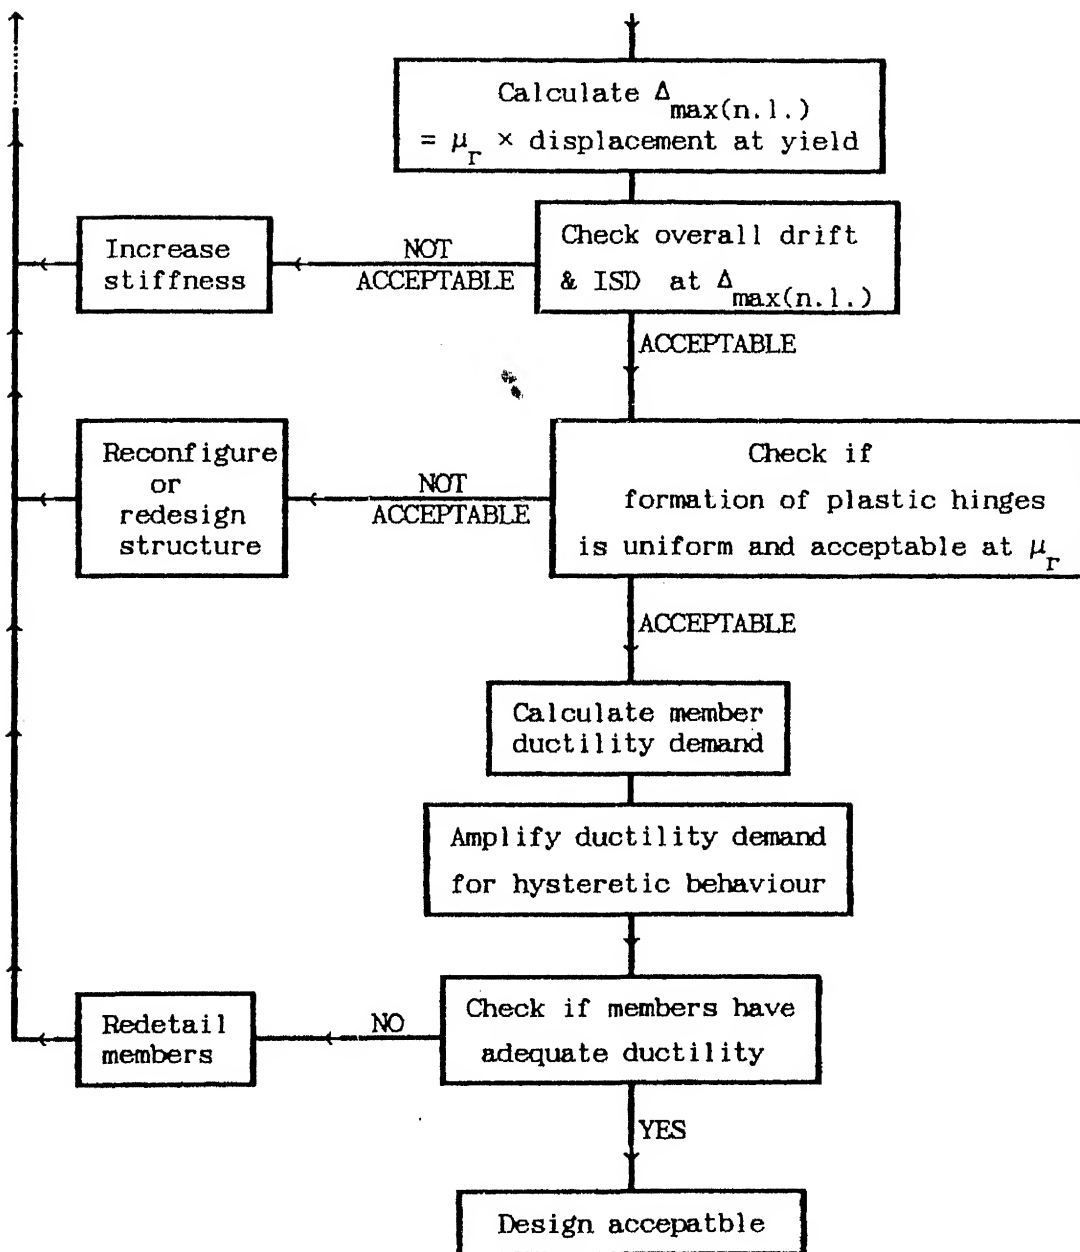 Calculate Δmax(n.l.)
= μr × displacement at yield
Check overall drift
& ISD at Δmax(n.l.)
NOT
ACCEPTABLE
Increase
stiffness
ACCEPTABLE
Check if
formation of plastic hinges
is uniform and acceptable at μr
NOT
ACCEPTABLE
Reconfigure
or
redesign
structure
ACCEPTABLE
Calculate member
ductility demand
Amplify ductility demand
for hysteretic behaviour
Check if members have
adequate ductility
NO
Redetail
members
YES
Design accepatble